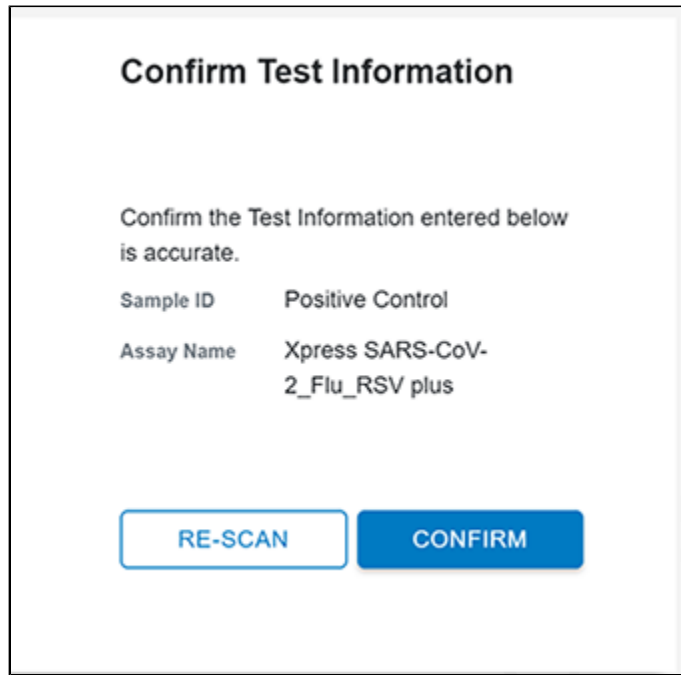 Confirm Test Information
Confirm the Test Information entered below
is accurate.
Sample ID Positive Control
Assay Name Xpress SARS-CoV-
2_Flu_RSV plus
RE-SCAN CONFIRM